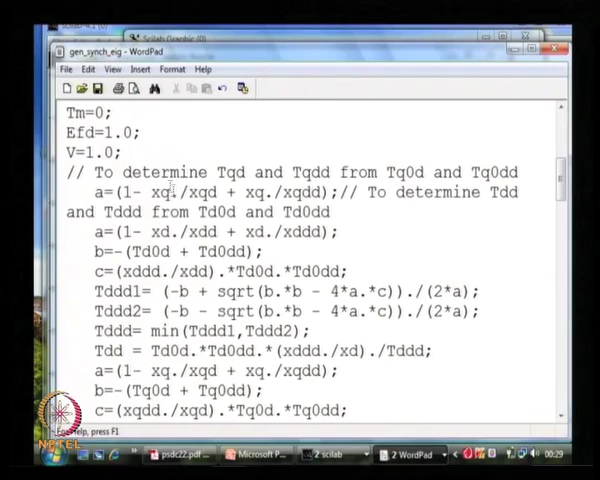 Scilab Graphic (0)
gen_synch_eig - WordPad
File Edit View Insert Format Help
Tm=0;
Efd=1.0;
V=1.0;
// To determine Tqd and Tqdd from Tq0d and Tq0dd
a=(1- xq./xqd + xq./xqdd);// To determine Tdd
and Tddd from Td0d and Td0dd
a=(1- xd./xdd + xd./xddd);
b=-(Td0d + Td0dd);
c=(xddd./xdd).*Td0d.*Td0dd;
Tddd1= (-b + sqrt(b.*b - 4*a.*c))./(2*a);
Tddd2= (-b - sqrt(b.*b - 4*a.*c))./(2*a);
Tddd= min(Tddd1,Tddd2);
Tdd = Td0d.*Td0dd.*(xddd./xd)./Tddd;
a=(1- xq./xqd + xq./xqdd);
b=-(Tq0d + Tq0dd);
c=(xqdd./xqd).*Tq0d.*Tq0dd;
For Help, press F1
NPTEL
psdc22.pdf ...
Microsoft P...
2 scilab
2 WordPad
00:29